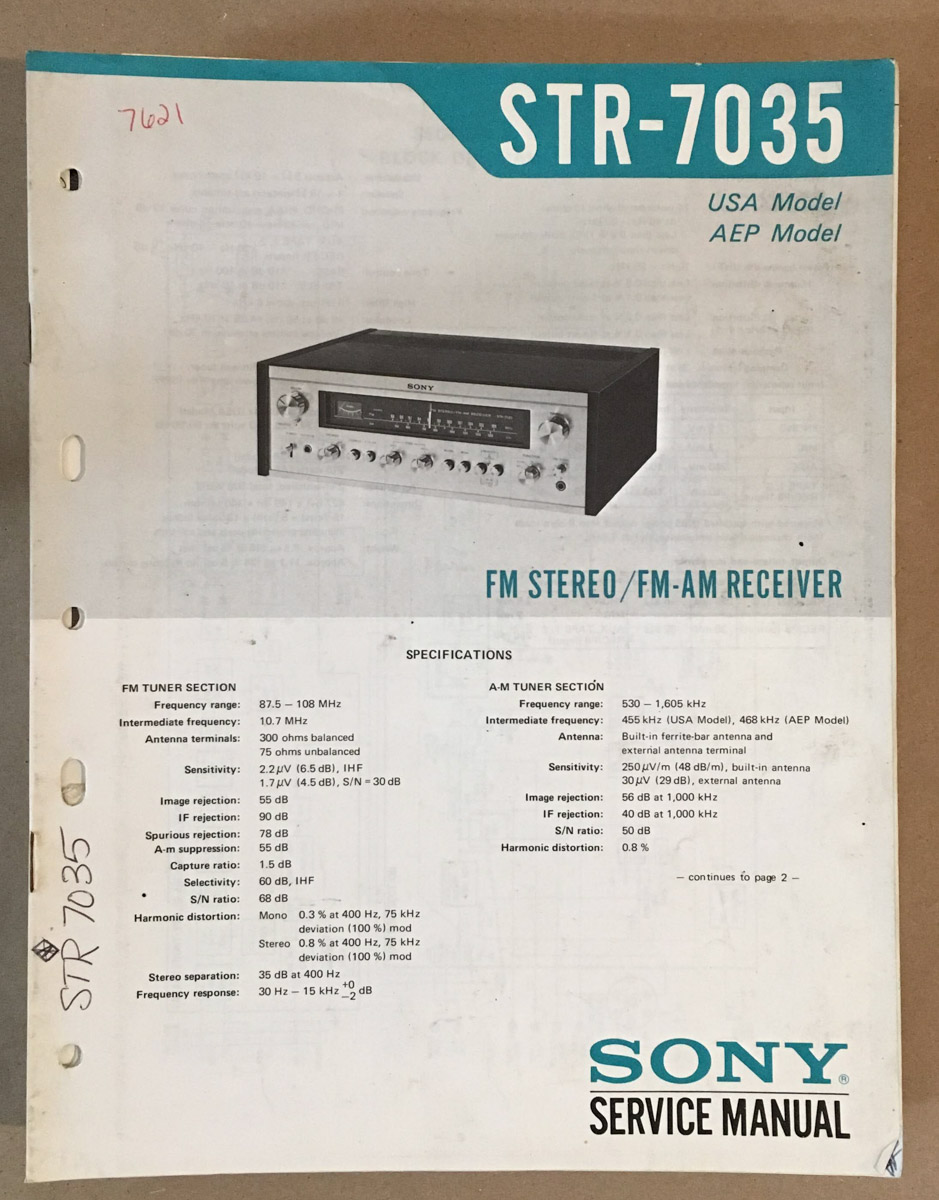 7621
STR-7035
USA Model
AEP Model
SONY
FM STEREO/FM-AM RECEIVER
SPECIFICATIONS
FM TUNER SECTION
Frequency range: 87.5 – 108 MHz
Intermediate frequency: 10.7 MHz
Antenna terminals: 300 ohms balanced
75 ohms unbalanced
Sensitivity: 2.2 µV (6.5 dB), IHF
1.7 µV (4.5 dB), S/N = 30 dB
Image rejection: 55 dB
IF rejection: 90 dB
Spurious rejection: 78 dB
A-m suppression: 55 dB
Capture ratio: 1.5 dB
Selectivity: 60 dB, IHF
S/N ratio: 68 dB
Harmonic distortion: Mono 0.3 % at 400 Hz, 75 kHz
deviation (100 %) mod
Stereo 0.8 % at 400 Hz, 75 kHz
deviation (100 %) mod
Stereo separation: 35 dB at 400 Hz
Frequency response: 30 Hz – 15 kHz +0 −2 dB
A-M TUNER SECTION
Frequency range: 530 – 1,605 kHz
Intermediate frequency: 455 kHz (USA Model), 468 kHz (AEP Model)
Antenna: Built-in ferrite-bar antenna and
external antenna terminal
Sensitivity: 250 µV/m (48 dB/m), built-in antenna
30 µV (29 dB), external antenna
Image rejection: 56 dB at 1,000 kHz
IF rejection: 40 dB at 1,000 kHz
S/N ratio: 50 dB
Harmonic distortion: 0.8 %
– continues to page 2 –
STR 7035
SONY®
SERVICE MANUAL